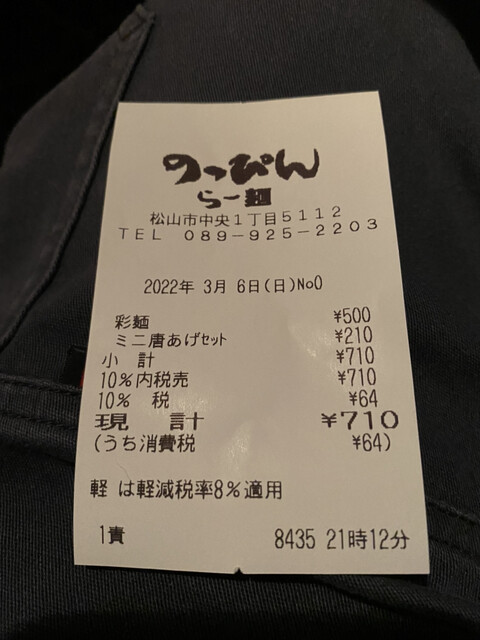 のっぴん
らー麺
松山市中央1丁目5112
TEL 089-925-2203
2022年 3月 6日(日)No0
彩麺 ¥500
ミニ唐あげセット ¥210
小 計 ¥710
10%内税売 ¥710
10% 税 ¥64
現 計 ¥710
(うち消費税 ¥64)
軽 は軽減税率8%適用
1責 8435 21時12分